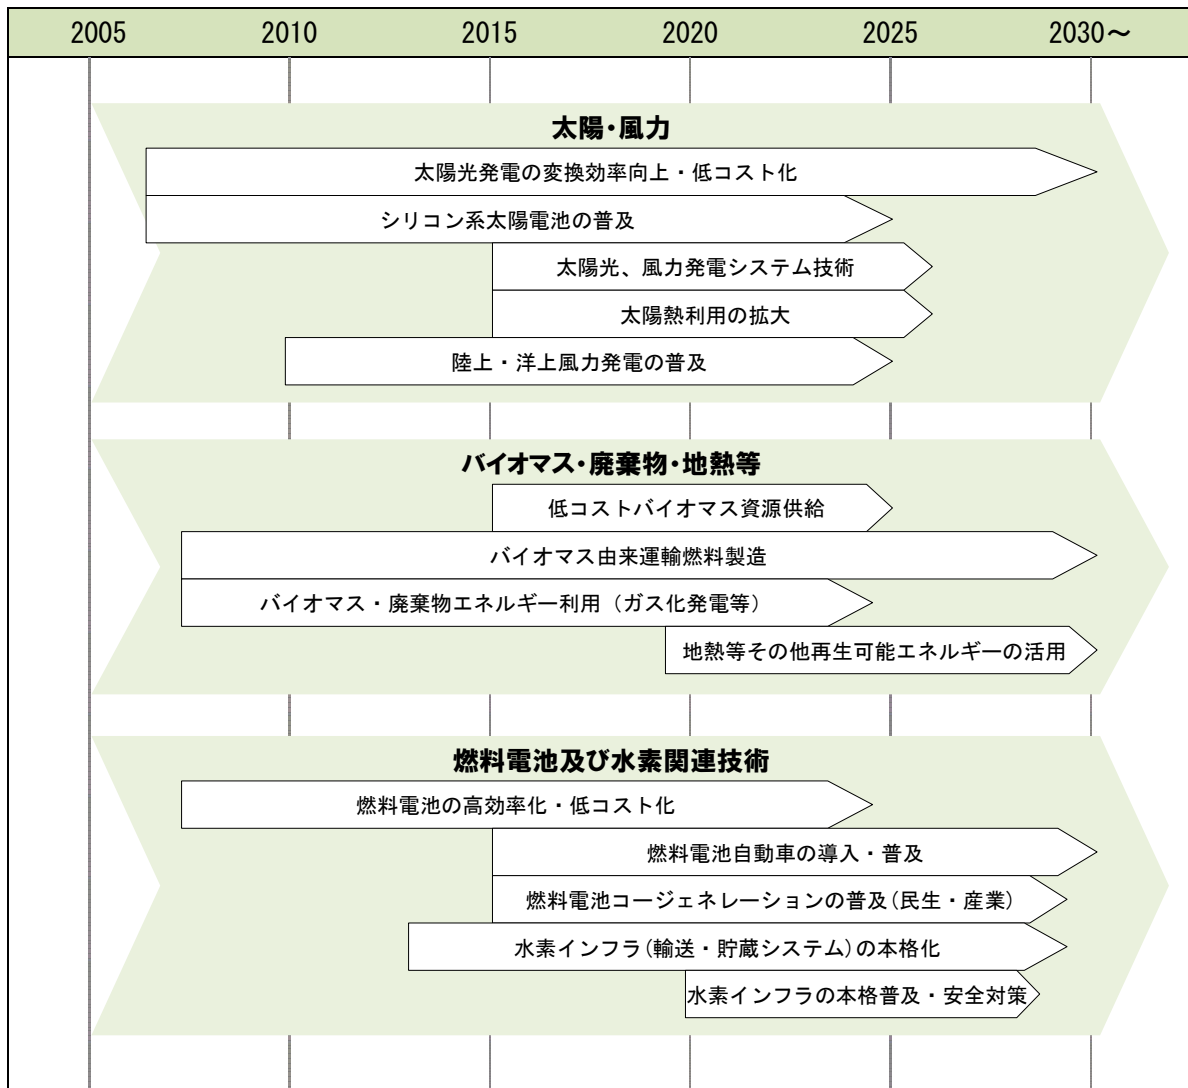 2005 2010 2015 2020 2025 2030～
太陽・風力
太陽光発電の変換効率向上・低コスト化
シリコン系太陽電池の普及
太陽光、風力発電システム技術
太陽熱利用の拡大
陸上・洋上風力発電の普及
バイオマス・廃棄物・地熱等
低コストバイオマス資源供給
バイオマス由来運輸燃料製造
バイオマス・廃棄物エネルギー利用（ガス化発電等）
地熱等その他再生可能エネルギーの活用
燃料電池及び水素関連技術
燃料電池の高効率化・低コスト化
燃料電池自動車の導入・普及
燃料電池コージェネレーションの普及(民生・産業)
水素インフラ(輸送・貯蔵システム)の本格化
水素インフラの本格普及・安全対策